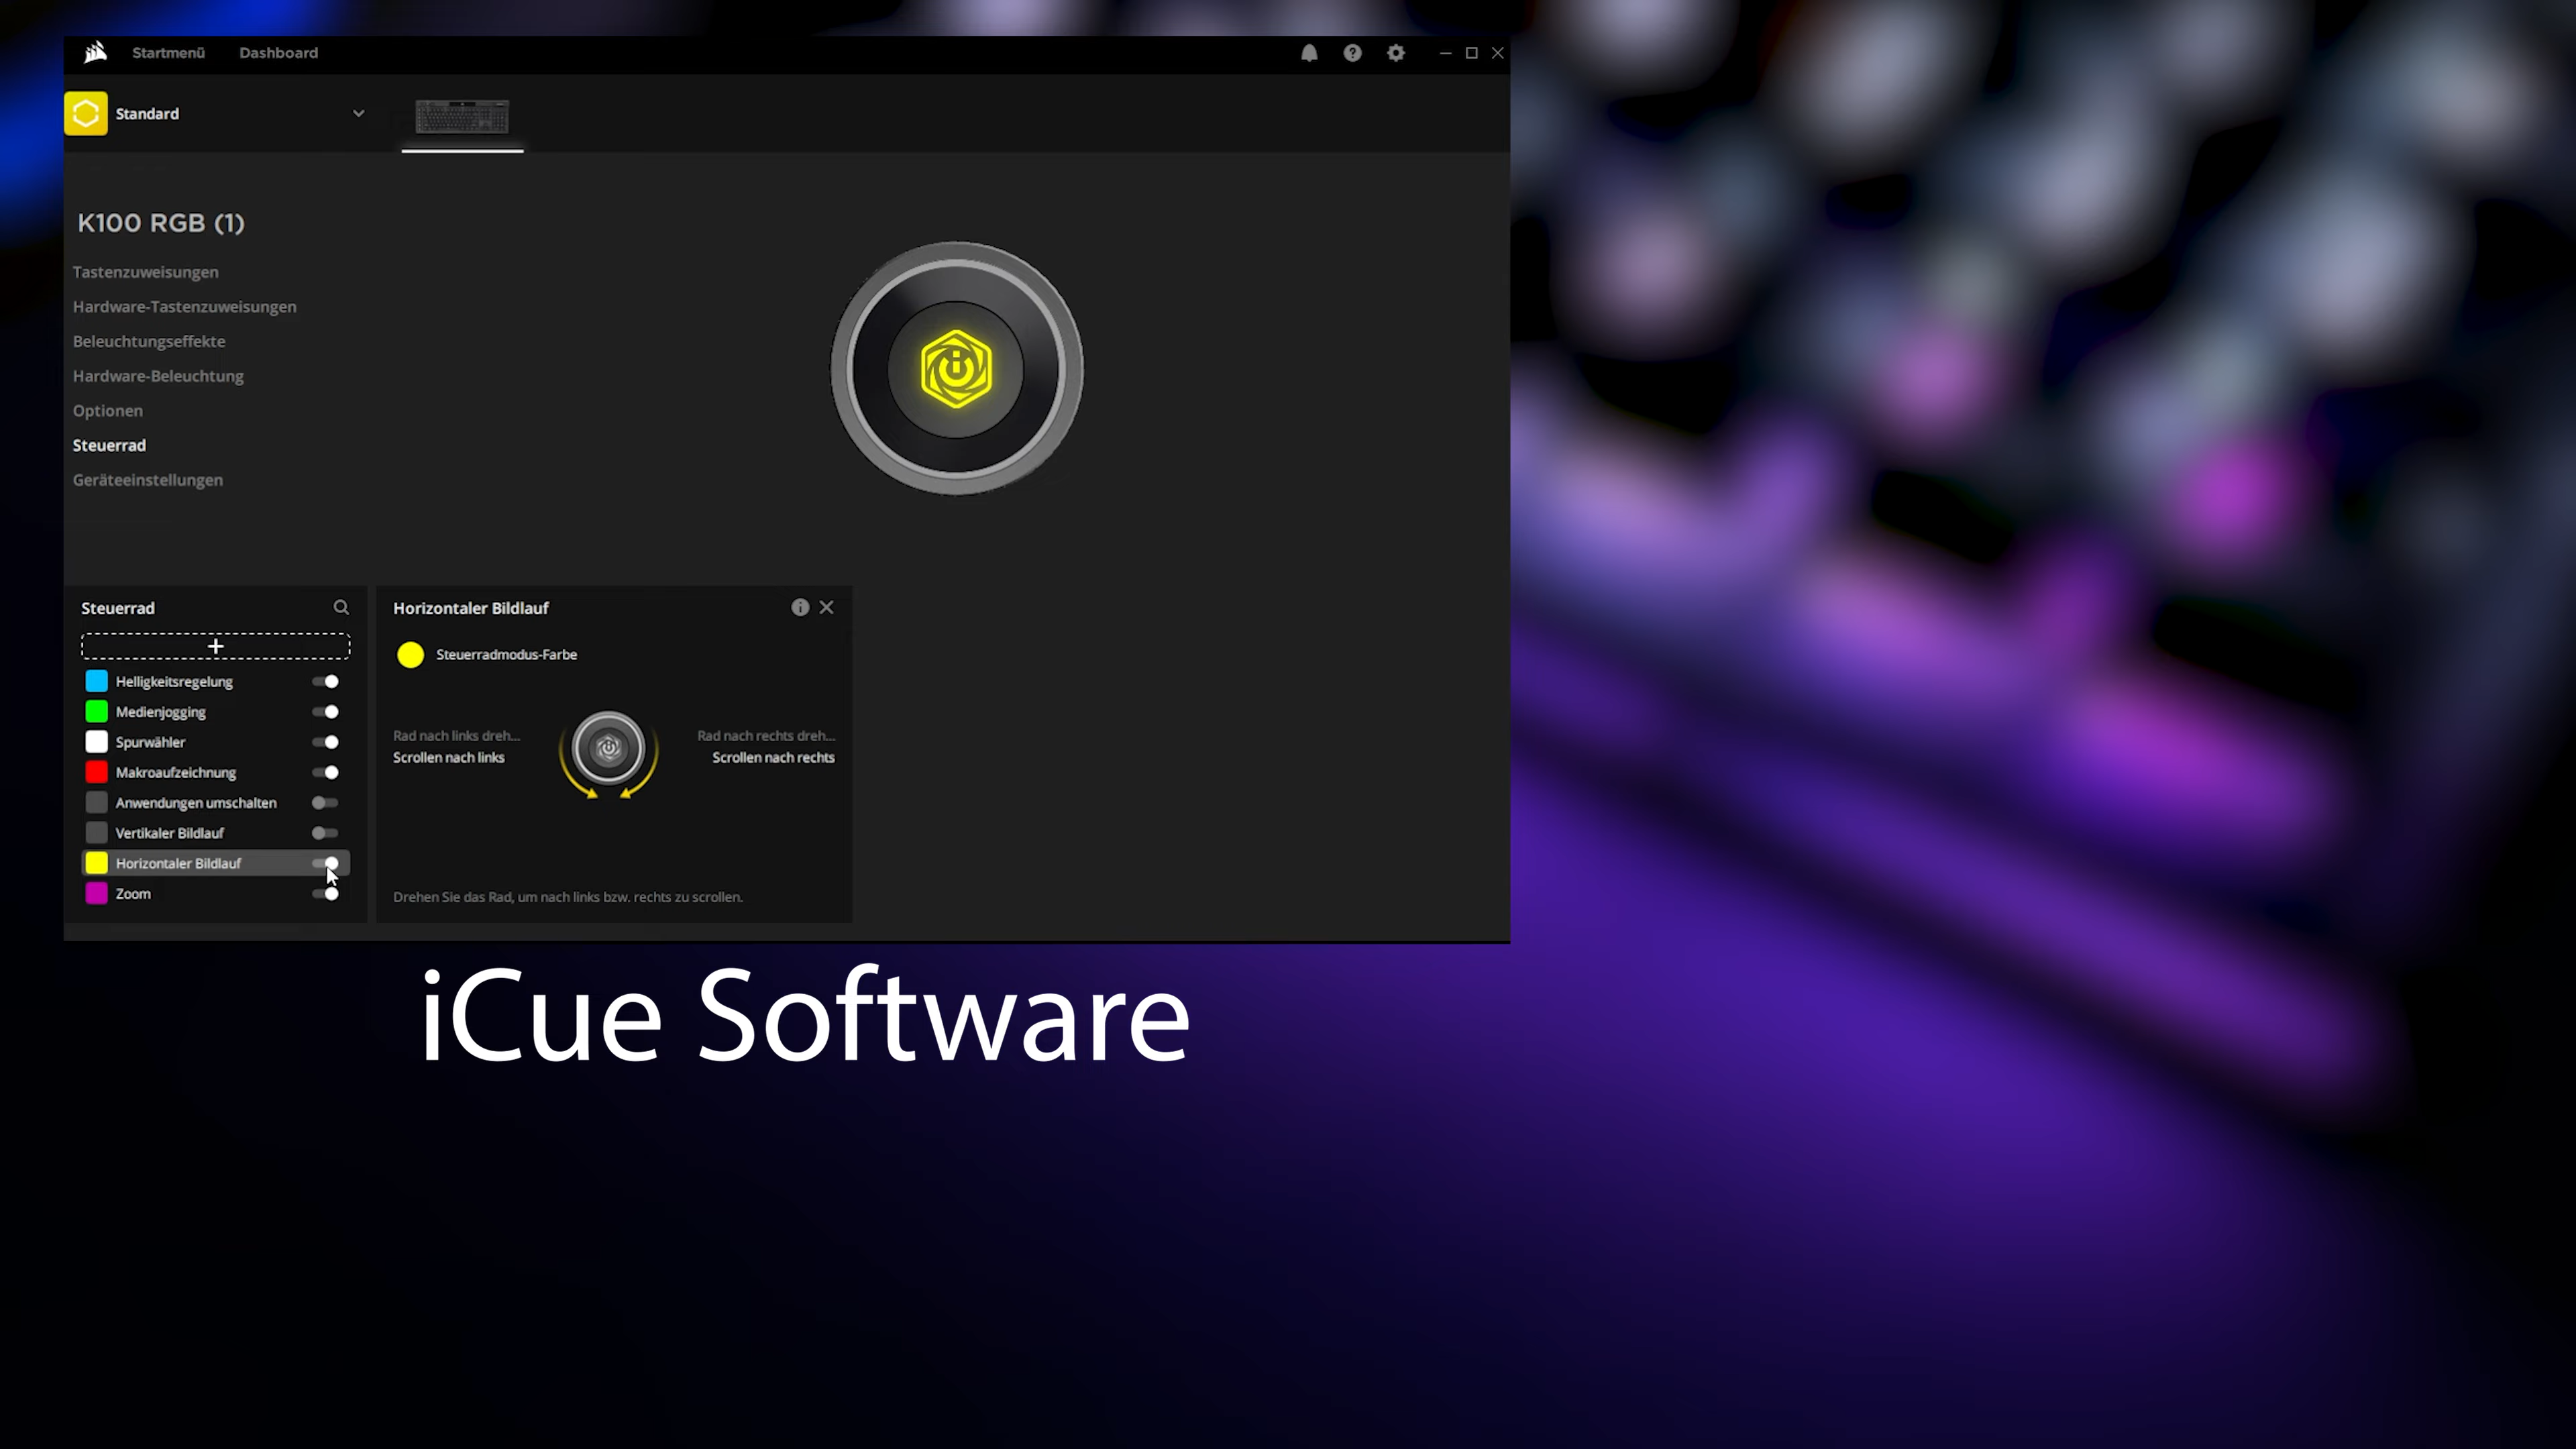 Startmenü
Dashboard
Standard
K100 RGB (1)
Tastenzuweisungen
Hardware-Tastenzuweisungen
Beleuchtungseffekte
Hardware-Beleuchtung
Optionen
Steuerrad
Geräteeinstellungen
Steuerrad
Helligkeitsregelung
Medienjogging
Spurwähler
Makroaufzeichnung
Anwendungen umschalten
Vertikaler Bildlauf
Horizontaler Bildlauf
Zoom
Horizontaler Bildlauf
Steuerradmodus-Farbe
Rad nach links dreh...
Scrollen nach links
Rad nach rechts dreh...
Scrollen nach rechts
Drehen Sie das Rad, um nach links bzw. rechts zu scrollen.
iCue Software